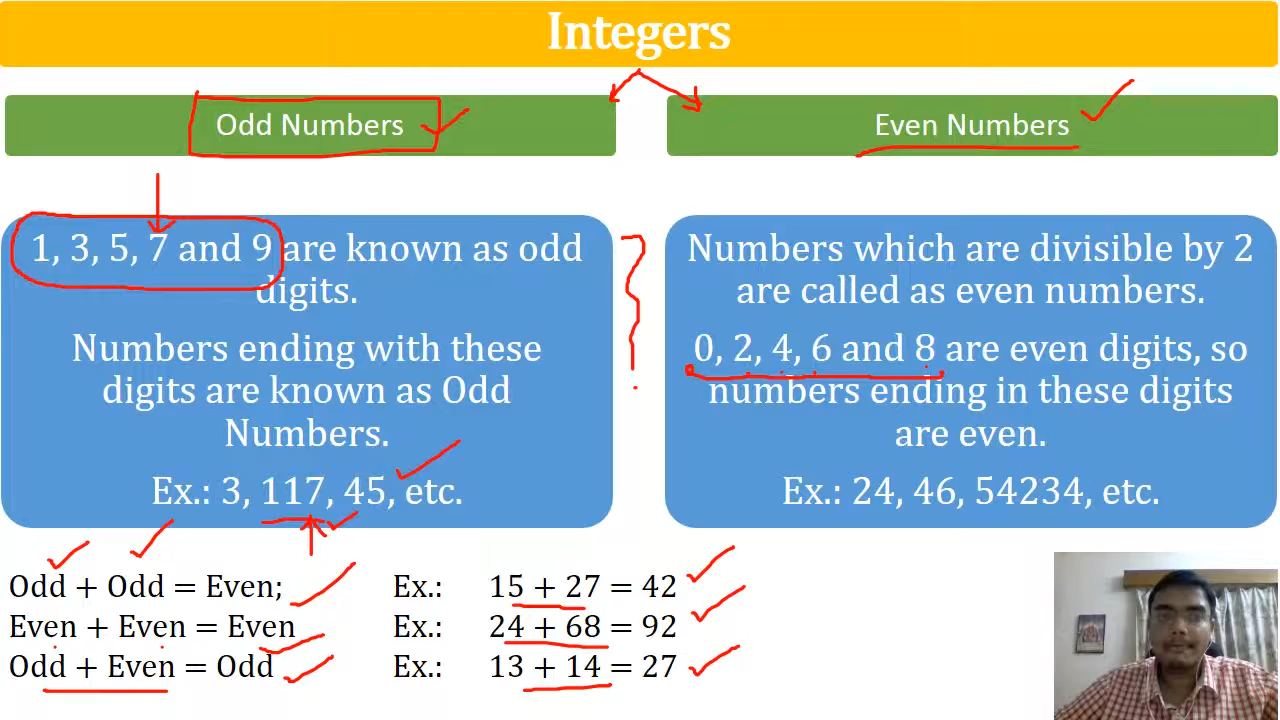 Integers
Odd Numbers
Even Numbers
1, 3, 5, 7 and 9 are known as odd
digits.
Numbers ending with these
digits are known as Odd
Numbers.
Ex.: 3, 117, 45, etc.
Numbers which are divisible by 2
are called as even numbers.
0, 2, 4, 6 and 8 are even digits, so
numbers ending in these digits
are even.
Ex.: 24, 46, 54234, etc.
Odd + Odd = Even; Ex.: 15 + 27 = 42
Even + Even = Even Ex.: 24 + 68 = 92
Odd + Even = Odd Ex.: 13 + 14 = 27